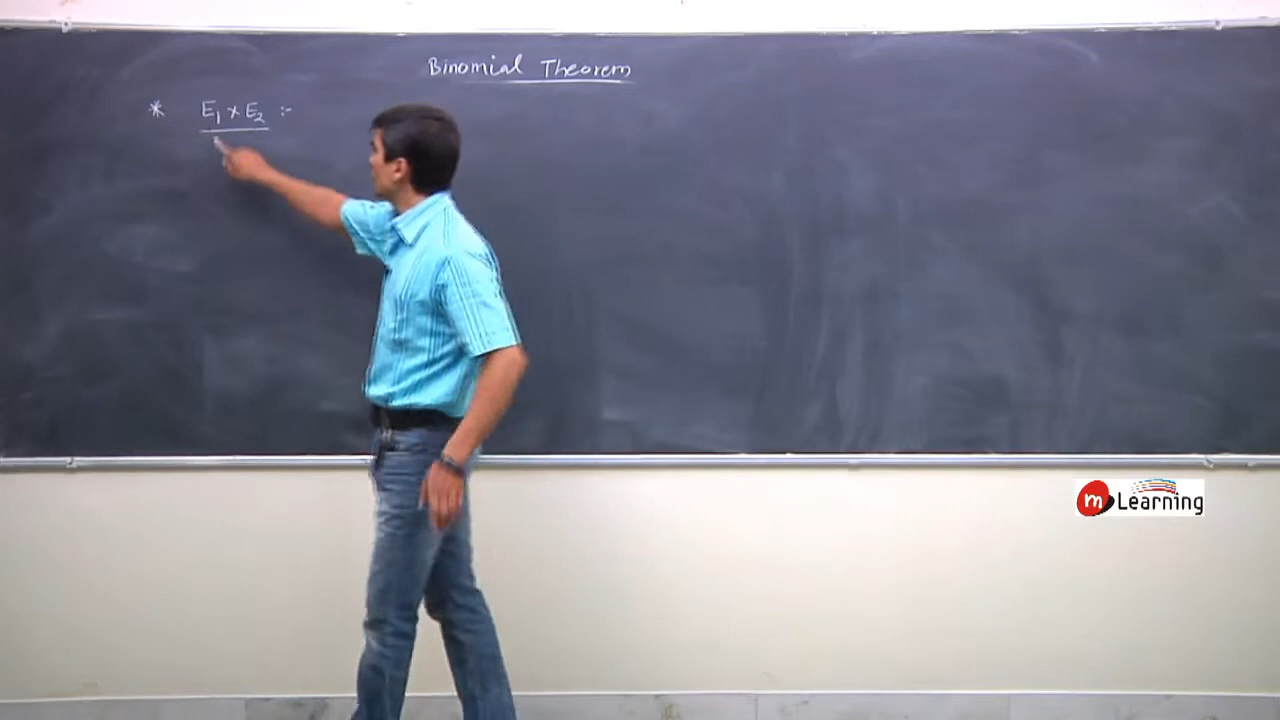 Binomial Theorem
* E₁ × E₂ :-
m Learning